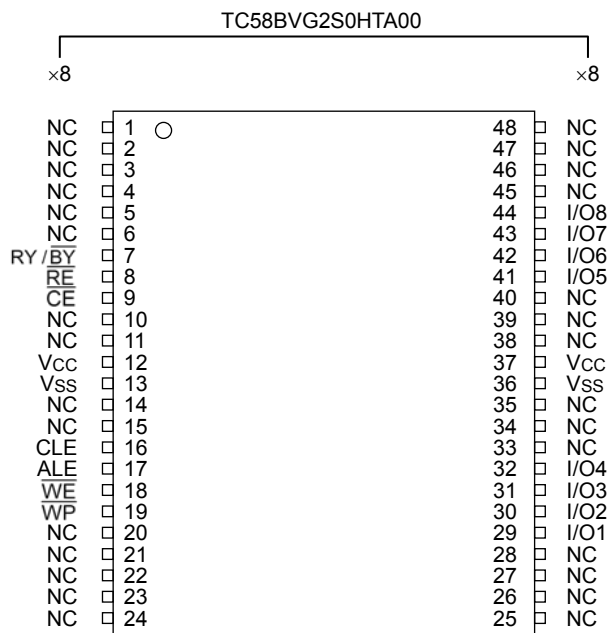 TC58BVG2S0HTA00
×8 ×8
NC 1 48 NC
NC 2 47 NC
NC 3 46 NC
NC 4 45 NC
NC 5 44 I/O8
NC 6 43 I/O7
RY / B̅Y̅ 7 42 I/O6
R̅E̅ 8 41 I/O5
C̅E̅ 9 40 NC
NC 10 39 NC
NC 11 38 NC
VCC 12 37 VCC
VSS 13 36 VSS
NC 14 35 NC
NC 15 34 NC
CLE 16 33 NC
ALE 17 32 I/O4
W̅E̅ 18 31 I/O3
W̅P̅ 19 30 I/O2
NC 20 29 I/O1
NC 21 28 NC
NC 22 27 NC
NC 23 26 NC
NC 24 25 NC